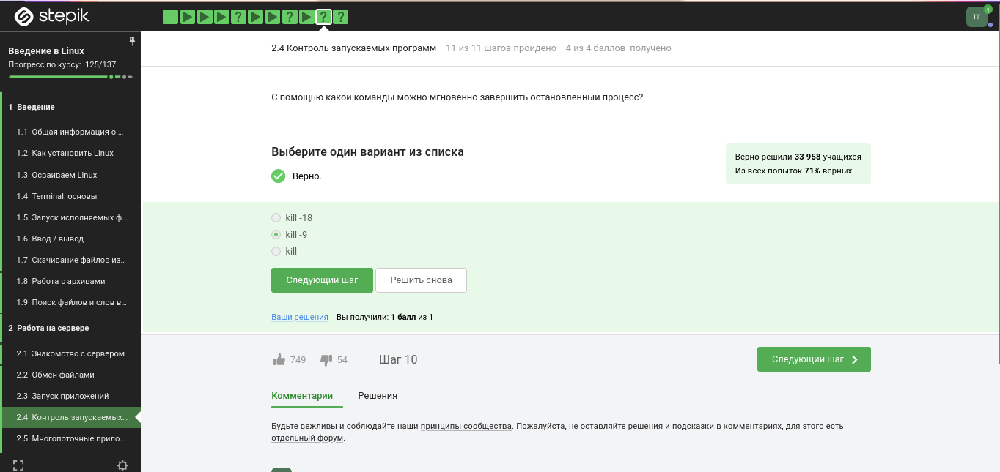 stepik
? ? ? ?
ТГ
1
Введение в Linux
Прогресс по курсу: 125/137
1 Введение
1.1 Общая информация о ...
1.2 Как установить Linux
1.3 Осваиваем Linux
1.4 Terminal: основы
1.5 Запуск исполняемых ф...
1.6 Ввод / вывод
1.7 Скачивание файлов из...
1.8 Работа с архивами
1.9 Поиск файлов и слов в...
2 Работа на сервере
2.1 Знакомство с сервером
2.2 Обмен файлами
2.3 Запуск приложений
2.4 Контроль запускаемых...
2.5 Многопоточные прило...
2.4 Контроль запускаемых программ 11 из 11 шагов пройдено 4 из 4 баллов получено
С помощью какой команды можно мгновенно завершить остановленный процесс?
Выберите один вариант из списка
Верно.
Верно решили 33 958 учащихся
Из всех попыток 71% верных
kill -18
kill -9
kill
Следующий шаг Решить снова
Ваши решения Вы получили: 1 балл из 1
749 54 Шаг 10 Следующий шаг
Комментарии Решения
Будьте вежливы и соблюдайте наши принципы сообщества. Пожалуйста, не оставляйте решения и подсказки в комментариях, для этого есть
отдельный форум.